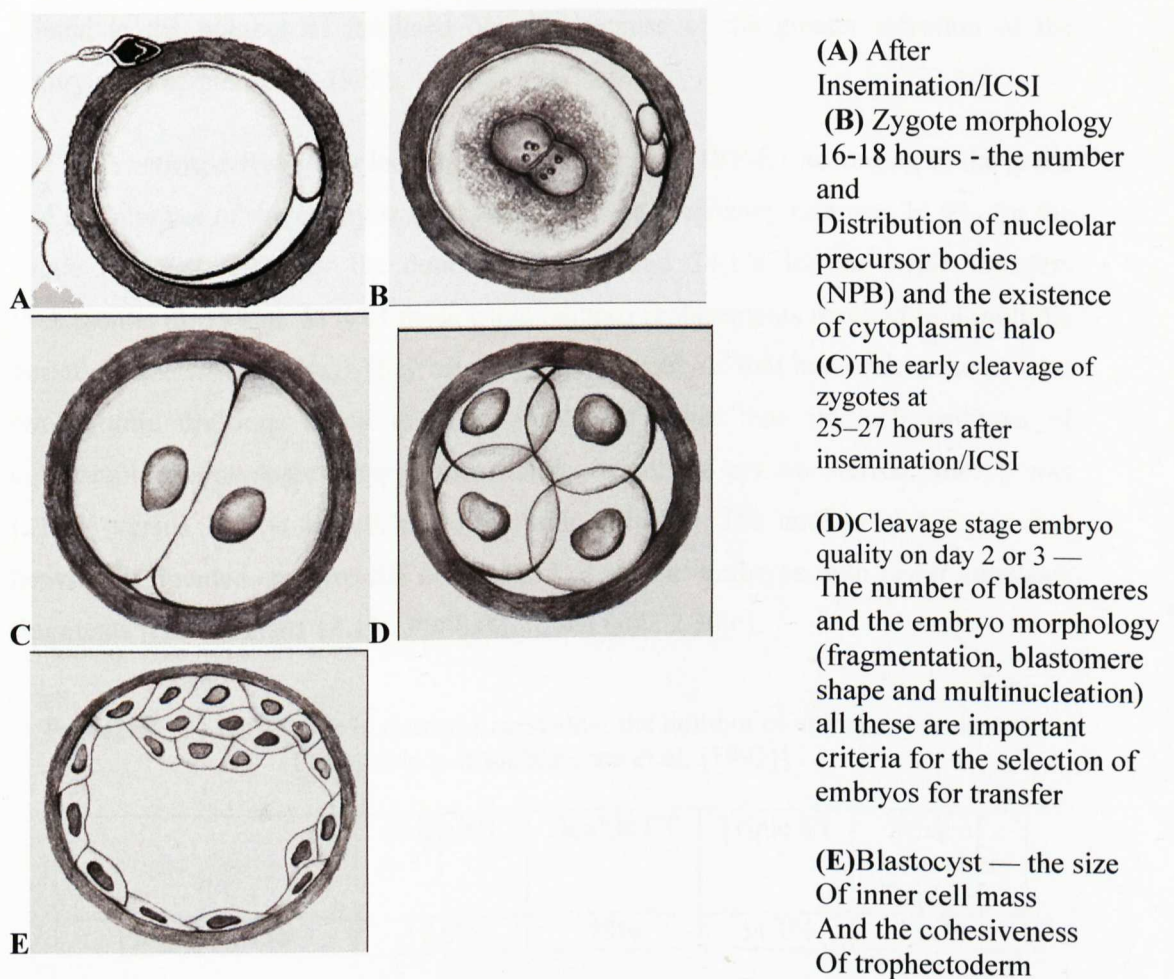 A
B
C
D
E
(A) After
Insemination/ICSI
(B) Zygote morphology
16-18 hours - the number
and
Distribution of nucleolar
precursor bodies
(NPB) and the existence
of cytoplasmic halo
(C)The early cleavage of
zygotes at
25–27 hours after
insemination/ICSI
(D)Cleavage stage embryo
quality on day 2 or 3 —
The number of blastomeres
and the embryo morphology
(fragmentation, blastomere
shape and multinucleation)
all these are important
criteria for the selection of
embryos for transfer
(E)Blastocyst — the size
Of inner cell mass
And the cohesiveness
Of trophectoderm